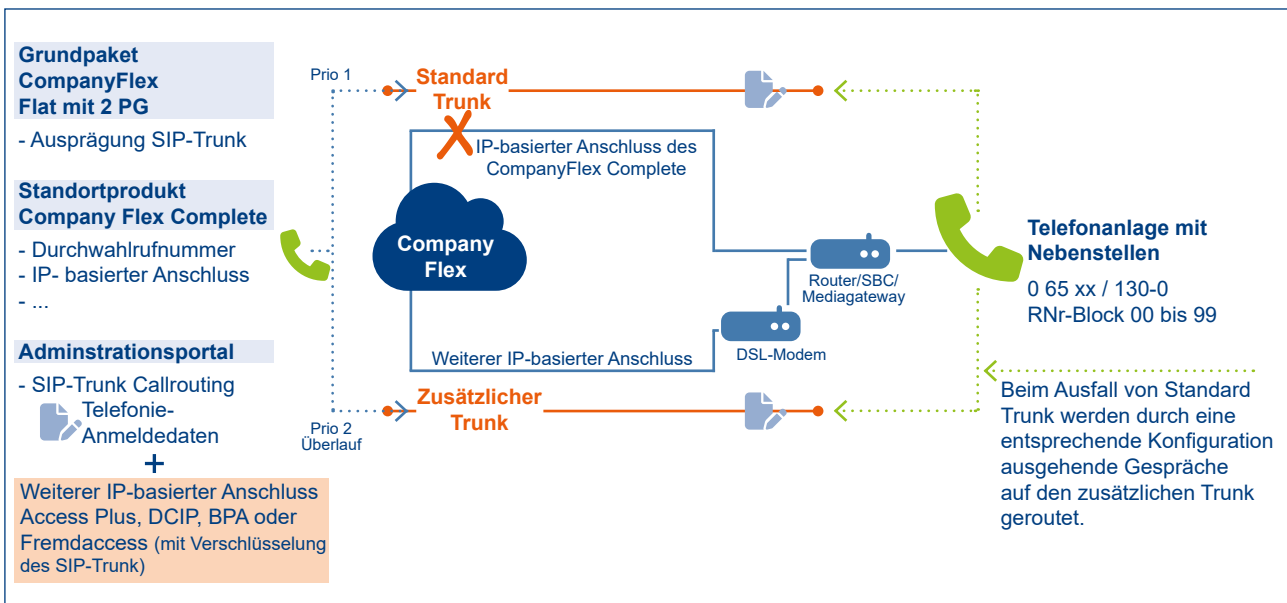 Grundpaket
CompanyFlex
Flat mit 2 PG
- Ausprägung SIP-Trunk
Standortprodukt
Company Flex Complete
- Durchwahlrufnummer
- IP- basierter Anschluss
- ...
Adminstrationsportal
- SIP-Trunk Callrouting
Telefonie-
Anmeldedaten
+
Weiterer IP-basierter Anschluss
Access Plus, DCIP, BPA oder
Fremdaccess (mit Verschlüsselung
des SIP-Trunk)
Prio 1
Standard
Trunk
IP-basierter Anschluss des
CompanyFlex Complete
Company
Flex
Router/SBC/
Mediagateway
Weiterer IP-basierter Anschluss
DSL-Modem
Zusätzlicher
Trunk
Prio 2
Überlauf
Telefonanlage mit
Nebenstellen
0 65 xx / 130-0
RNr-Block 00 bis 99
Beim Ausfall von Standard
Trunk werden durch eine
entsprechende Konfiguration
ausgehende Gespräche
auf den zusätzlichen Trunk
geroutet.